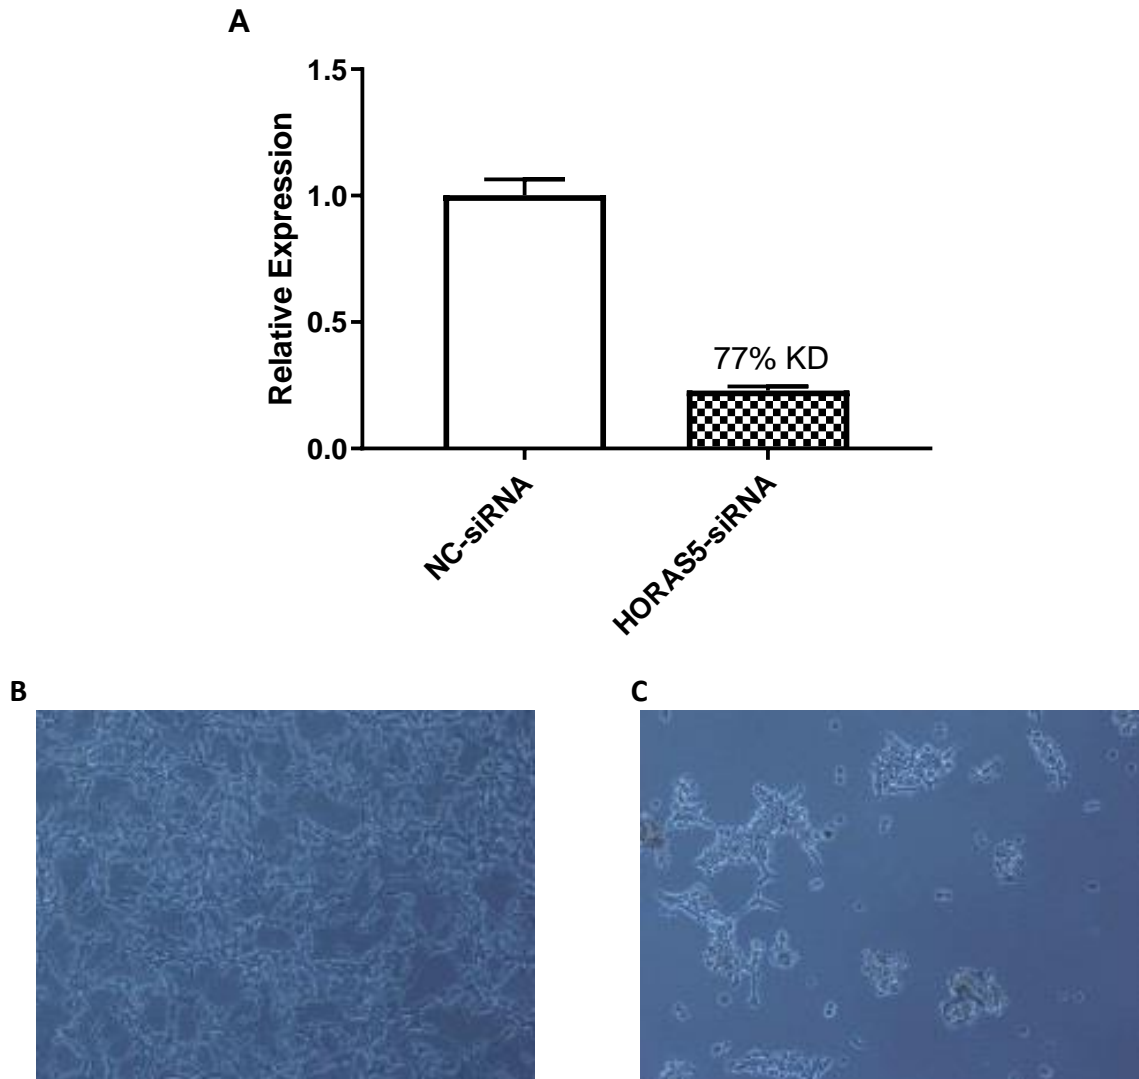 A
1.5
1.0
0.5
0.0
Relative Expression
77% KD
NC-siRNA
HORAS5-siRNA
B
C